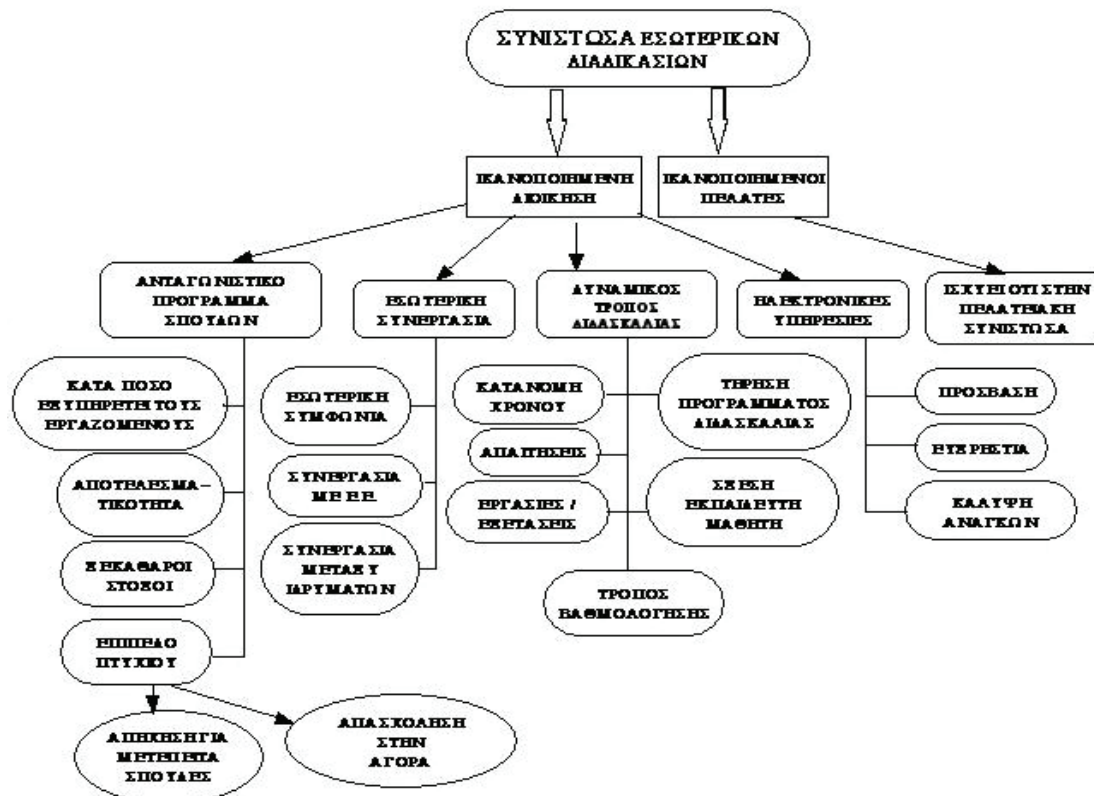 ΣΥΝΙΣΤΩΣΑ ΕΣΩΤΕΡΙΚΩΝ
ΔΙΑΔΙΚΑΣΙΩΝ
ΙΚΑΝΟΠΟΙΗΜΕΝΗ
ΔΙΟΙΚΗΣΗ
ΙΚΑΝΟΠΟΙΗΜΕΝΟΙ
ΠΕΛΑΤΕΣ
ΑΝΤΑΓΩΝΙΣΤΙΚΟ
ΠΡΟΓΡΑΜΜΑ
ΣΠΟΥΔΩΝ
ΕΣΩΤΕΡΙΚΗ
ΣΥΝΕΡΓΑΣΙΑ
ΔΥΝΑΜΙΚΟΣ
ΤΡΟΠΟΣ
ΔΙΔΑΣΚΑΛΙΑΣ
ΗΛΕΚΤΡΟΝΙΚΕΣ
ΥΠΗΡΕΣΙΕΣ
ΙΣΧΥΕΙ ΟΤΙ ΣΤΗΝ
ΠΕΛΑΤΕΙΑΚΗ
ΣΥΝΙΣΤΩΣΑ
ΚΑΤΑ ΠΟΣΟ
ΕΞΥΠΗΡΕΤΕΙ ΤΟΥΣ
ΕΡΓΑΖΟΜΕΝΟΥΣ
ΑΠΟΤΕΛΕΣΜΑ-
ΤΙΚΟΤΗΤΑ
ΞΕΚΑΘΑΡΟΙ
ΣΤΟΧΟΙ
ΕΠΙΠΕΔΟ
ΠΤΥΧΙΟΥ
ΑΠΗΧΗΣΗ ΓΙΑ
ΜΕΤΕΠΕΙΤΑ
ΣΠΟΥΔΕΣ
ΑΠΑΣΧΟΛΗΣΗ
ΣΤΗΝ
ΑΓΟΡΑ
ΕΣΩΤΕΡΙΚΗ
ΣΥΜΦΩΝΙΑ
ΣΥΝΕΡΓΑΣΙΑ
ΜΕ Ε.Ε.
ΣΥΝΕΡΓΑΣΙΑ
ΜΕΤΑΞΥ
ΙΔΡΥΜΑΤΩΝ
ΚΑΤΑΝΟΜΗ
ΧΡΟΝΟΥ
ΑΠΑΙΤΗΣΕΙΣ
ΕΡΓΑΣΙΕΣ /
ΕΞΕΤΑΣΕΙΣ
ΤΗΡΗΣΗ
ΠΡΟΓΡΑΜΜΑΤΟΣ
ΔΙΔΑΣΚΑΛΙΑΣ
ΣΧΕΣΗ
ΕΚΠΑΙΔΕΥΤΗ
ΜΑΘΗΤΗ
ΤΡΟΠΟΣ
ΒΑΘΜΟΛΟΓΗΣΗΣ
ΠΡΟΣΒΑΣΗ
ΕΥΧΡΗΣΤΙΑ
ΚΑΛΥΨΗ
ΑΝΑΓΚΩΝ